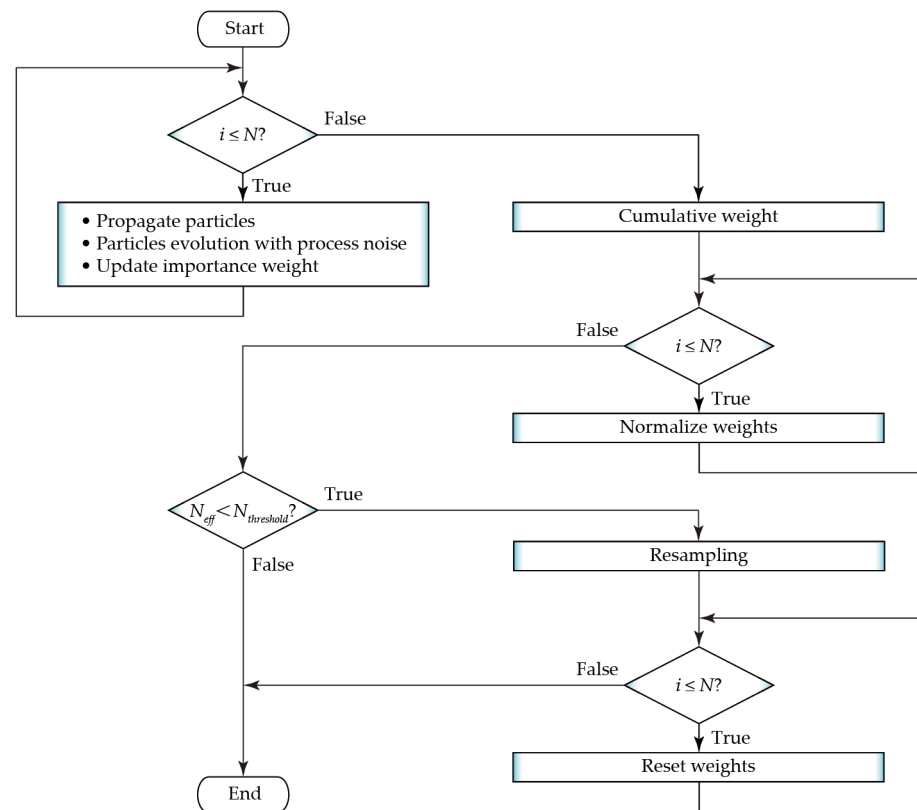 Start
i ≤ N?
False
True
• Propagate particles
• Particles evolution with process noise
• Update importance weight
Cumulative weight
i ≤ N?
False
True
Normalize weights
N_eff < N_threshold?
True
False
Resampling
i ≤ N?
False
True
Reset weights
End